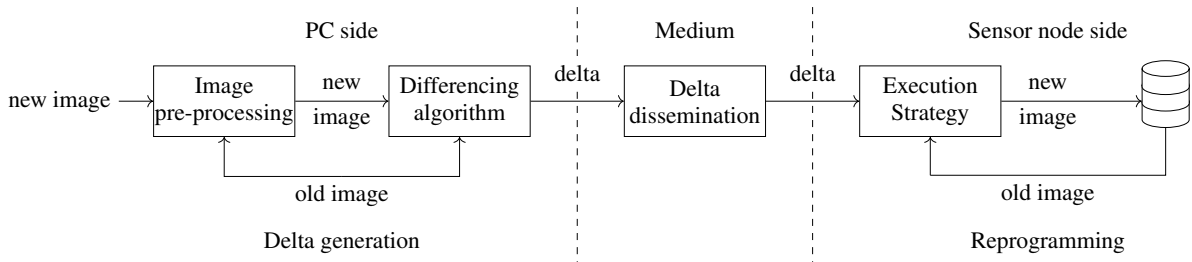 PC side
Medium
Sensor node side
new image
Image
pre-processing
new
image
Differencing
algorithm
delta
Delta
dissemination
delta
Execution
Strategy
new
image
old image
old image
Delta generation
Reprogramming